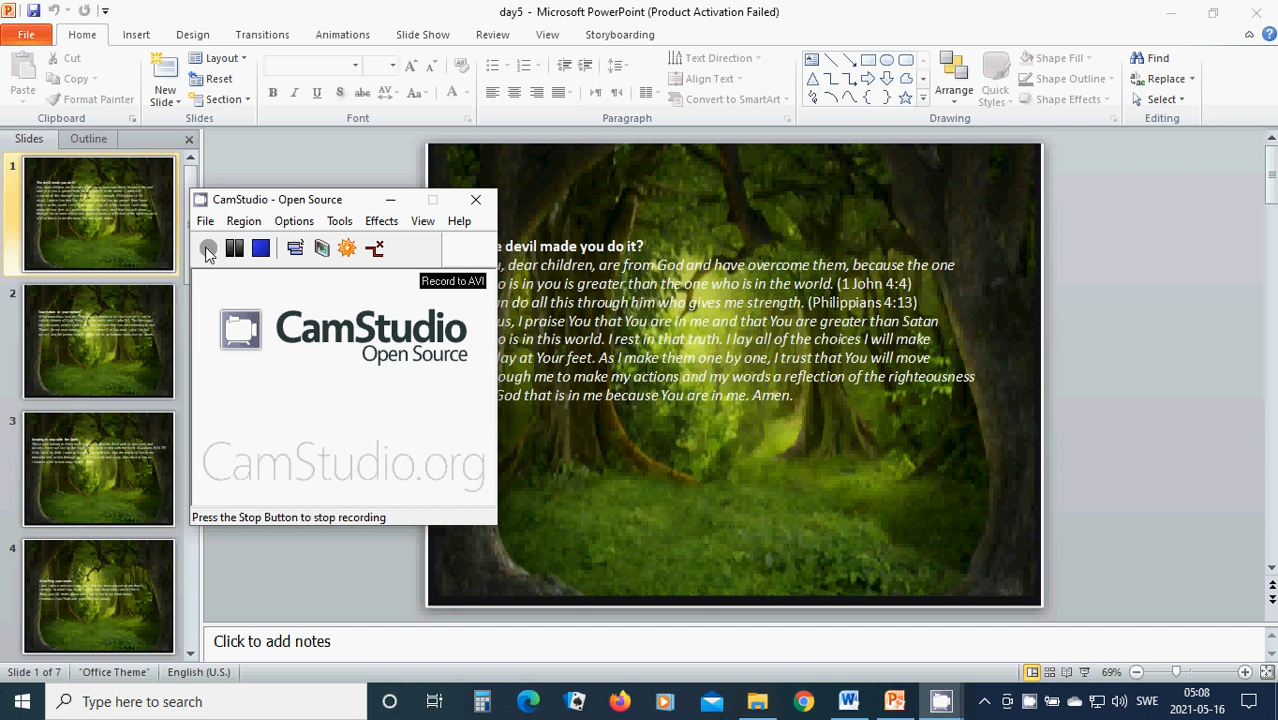 day5 - Microsoft PowerPoint (Product Activation Failed)
File Home Insert Design Transitions Animations Slide Show Review View Storyboarding
Paste
Cut
Copy
Format Painter
Clipboard
New Slide
Layout
Reset
Section
Slides
B I U S abc AV Aa A
Font
Text Direction
Align Text
Convert to SmartArt
Paragraph
Arrange
Quick Styles
Shape Fill
Shape Outline
Shape Effects
Drawing
Find
Replace
Select
Editing
Slides Outline
1
2
3
4
CamStudio - Open Source
File Region Options Tools Effects View Help
Record to AVI
CamStudio
Open Source
CamStudio.org
Press the Stop Button to stop recording
e devil made you do it?
, dear children, are from God and have overcome them, because the one
o is in you is greater than the one who is in the world. (1 John 4:4)
n do all this through him who gives me strength. (Philippians 4:13)
us, I praise You that You are in me and that You are greater than Satan
o is in this world. I rest in that truth. I lay all of the choices I will make
ay at Your feet. As I make them one by one, I trust that You will move
ough me to make my actions and my words a reflection of the righteousness
God that is in me because You are in me. Amen.
Click to add notes
Slide 1 of 7 "Office Theme" English (U.S.) 69%
Type here to search
SWE
05:08
2021-05-16